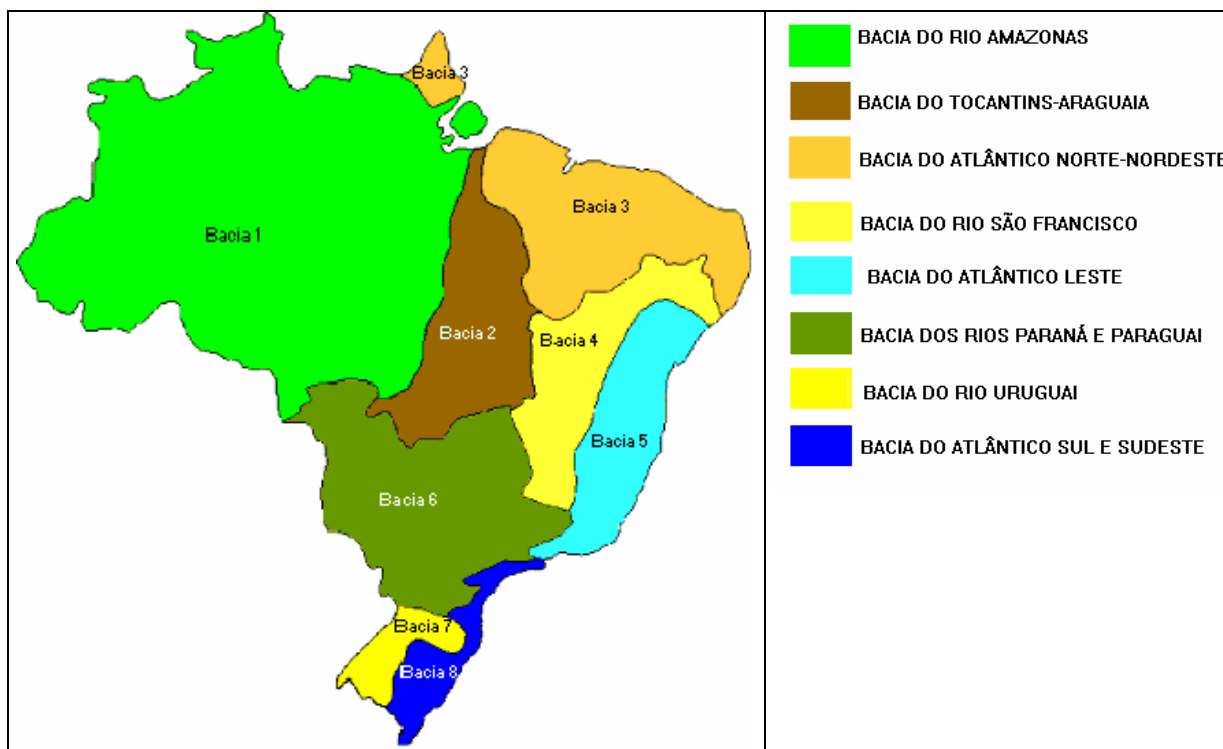 Bacia 3
Bacia 3
Bacia 1
Bacia 2
Bacia 4
Bacia 5
Bacia 6
Bacia 7
Bacia 8
BACIA DO RIO AMAZONAS
BACIA DO TOCANTINS-ARAGUAIA
BACIA DO ATLÂNTICO NORTE-NORDESTE
BACIA DO RIO SÃO FRANCISCO
BACIA DO ATLÂNTICO LESTE
BACIA DOS RIOS PARANÁ E PARAGUAI
BACIA DO RIO URUGUAI
BACIA DO ATLÂNTICO SUL E SUDESTE